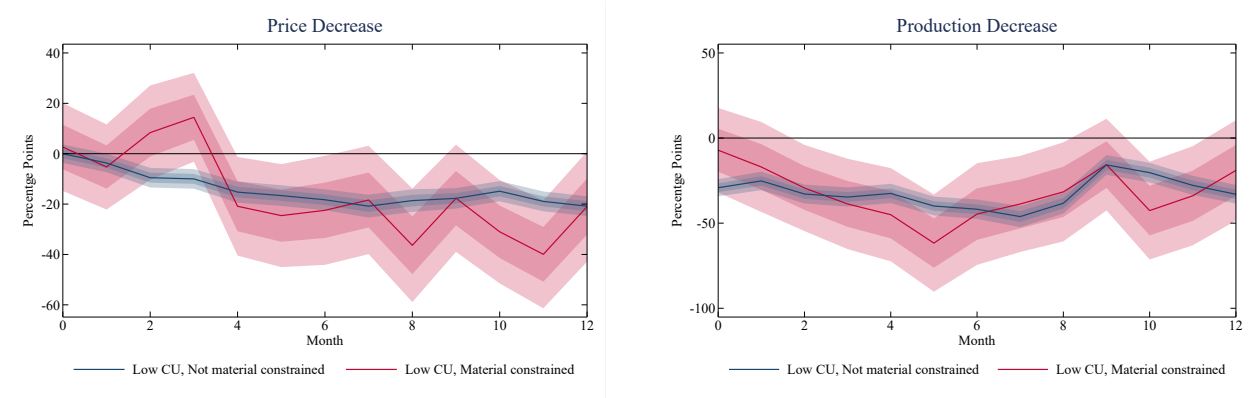 Price Decrease
Percentge Points
40
20
0
-20
-40
-60
0 2 4 6 8 10 12
Month
Low CU, Not material constrained Low CU, Material constrained
Production Decrease
Percentge Points
50
0
-50
-100
0 2 4 6 8 10 12
Month
Low CU, Not material constrained Low CU, Material constrained